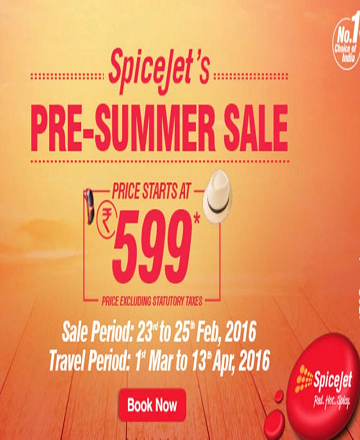 No.1
Choice of
India
SpiceJet's
PRE-SUMMER SALE
PRICE STARTS AT
₹599*
PRICE EXCLUDING STATUTORY TAXES
Sale Period: 23rd to 25th Feb, 2016
Travel Period: 1st Mar to 13th Apr, 2016
SpiceJet
Red. Hot. Spicy.
Book Now